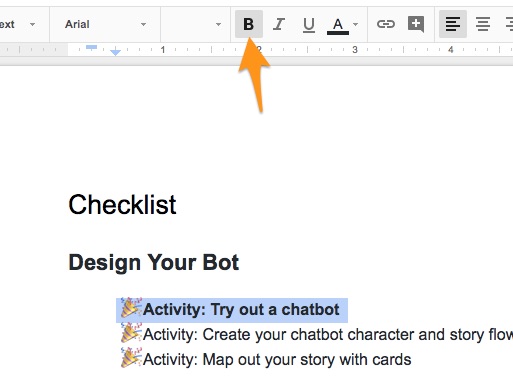 ext Arial B I U A
1 2 3 4
Checklist
Design Your Bot
🎉Activity: Try out a chatbot
🎉Activity: Create your chatbot character and story flow
🎉Activity: Map out your story with cards